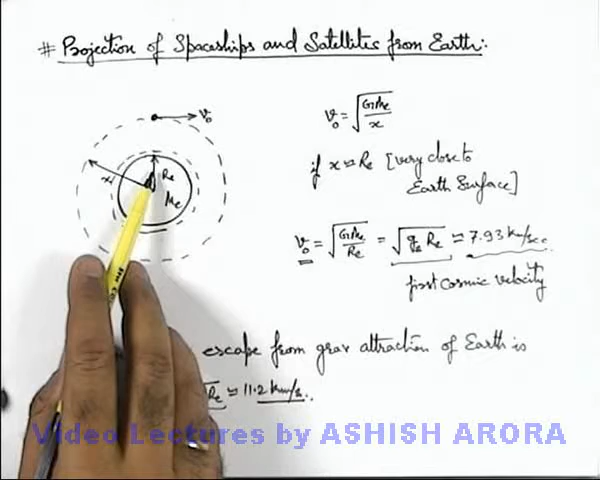 # Projection of Spaceships and Satellites from Earth:
v₀
v₀ = √(GMe/x)
x Re
if x ≃ Re [very close to
Me
Earth Surface]
v₀ = √(GMe/Re) = √(gs Re) ≃ 7.93 km/sec
first cosmic velocity
escape from grav attraction of Earth is
Re ≃ 11.2 km/s.
Video Lectures by ASHISH ARORA